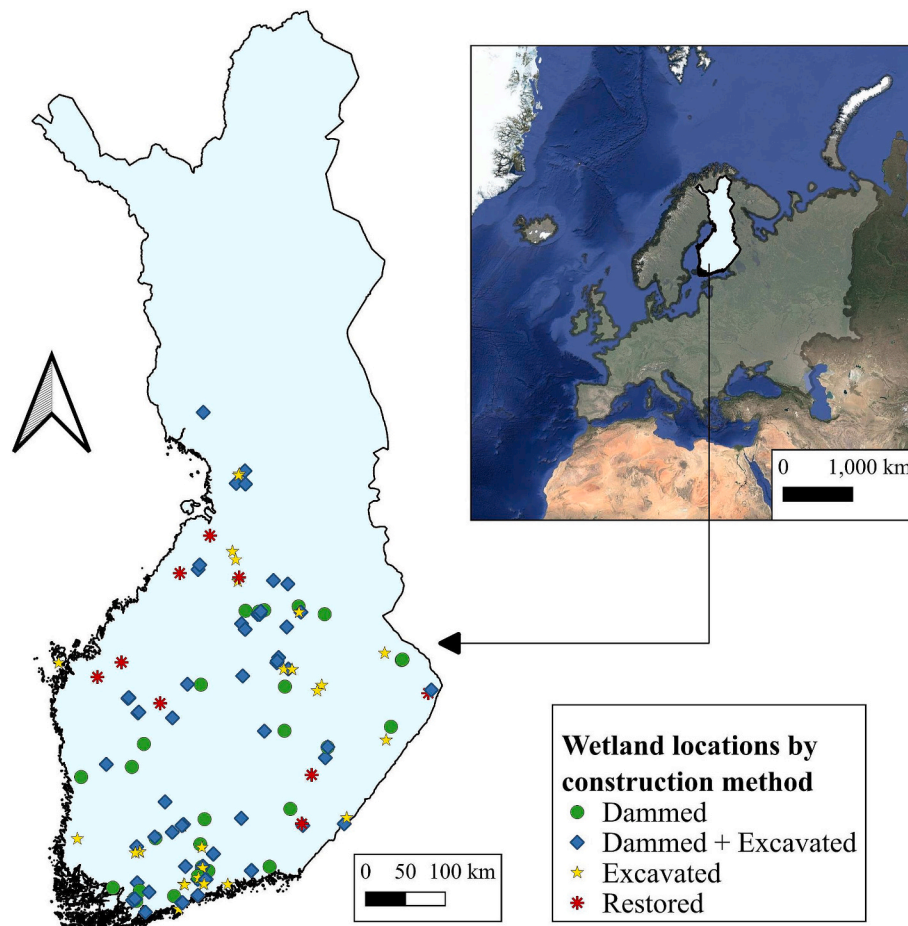 0 1,000 km
Wetland locations by
construction method
Dammed
Dammed + Excavated
Excavated
Restored
0 50 100 km